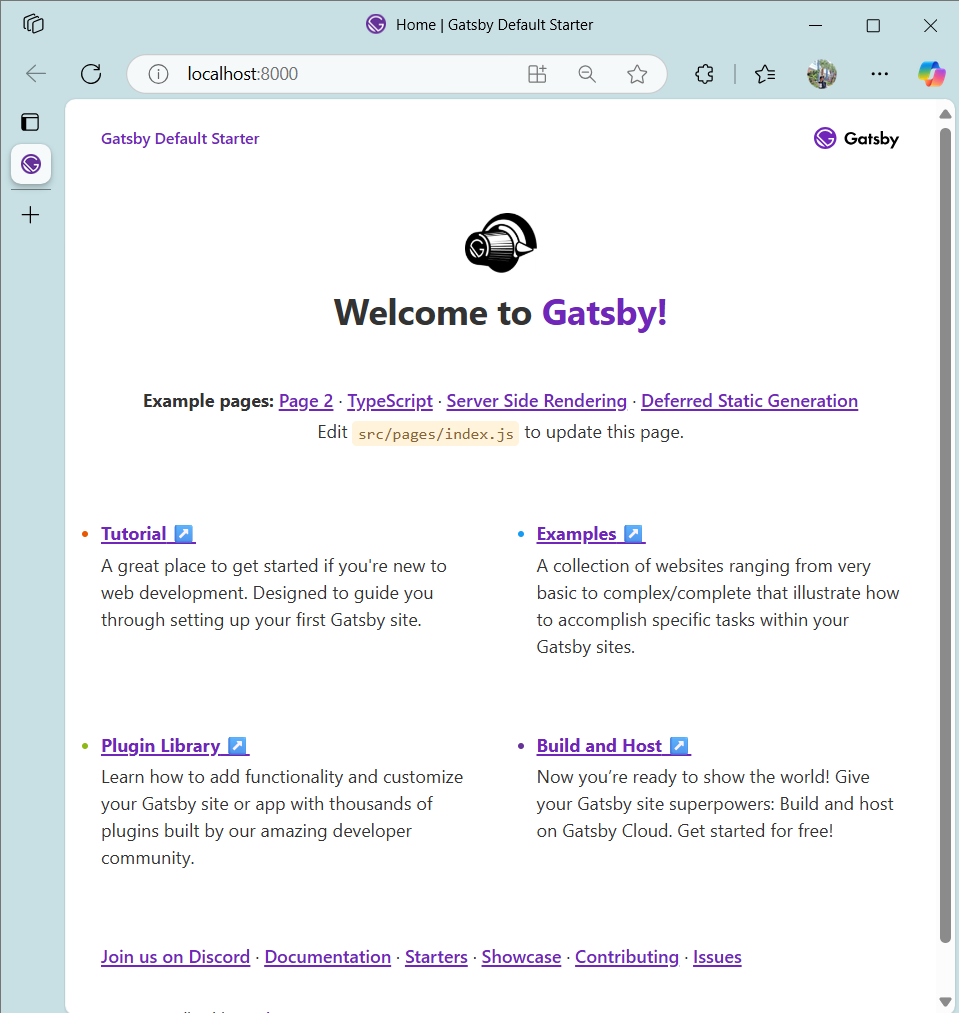 Home | Gatsby Default Starter
localhost:8000
Gatsby Default Starter
Gatsby
Welcome to Gatsby!
Example pages: Page 2 · TypeScript · Server Side Rendering · Deferred Static Generation
Edit src/pages/index.js to update this page.
Tutorial ↗
A great place to get started if you're new to
web development. Designed to guide you
through setting up your first Gatsby site.
Examples ↗
A collection of websites ranging from very
basic to complex/complete that illustrate how
to accomplish specific tasks within your
Gatsby sites.
Plugin Library ↗
Learn how to add functionality and customize
your Gatsby site or app with thousands of
plugins built by our amazing developer
community.
Build and Host ↗
Now you’re ready to show the world! Give
your Gatsby site superpowers: Build and host
on Gatsby Cloud. Get started for free!
Join us on Discord · Documentation · Starters · Showcase · Contributing · Issues